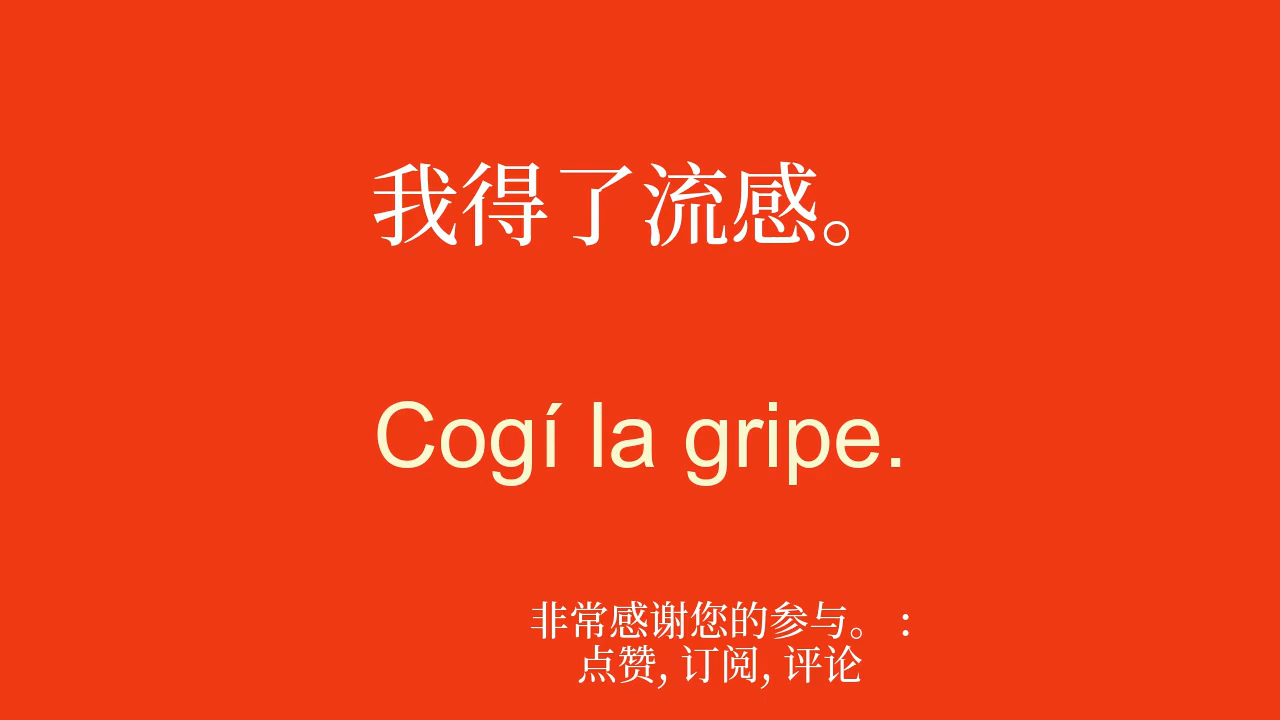 我得了流感。
Cogí la gripe.
非常感谢您的参与。 :
点赞, 订阅, 评论